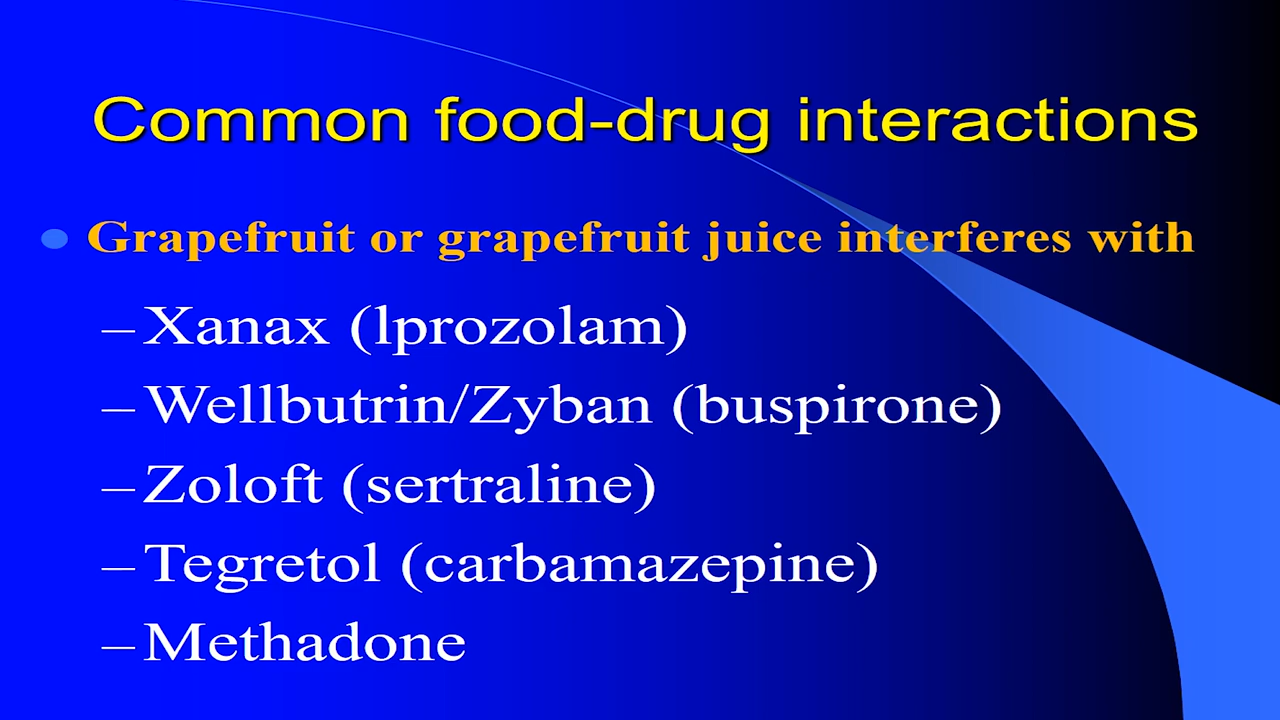 Common food-drug interactions
Grapefruit or grapefruit juice interferes with
–Xanax (lprozolam)
–Wellbutrin/Zyban (buspirone)
–Zoloft (sertraline)
–Tegretol (carbamazepine)
–Methadone